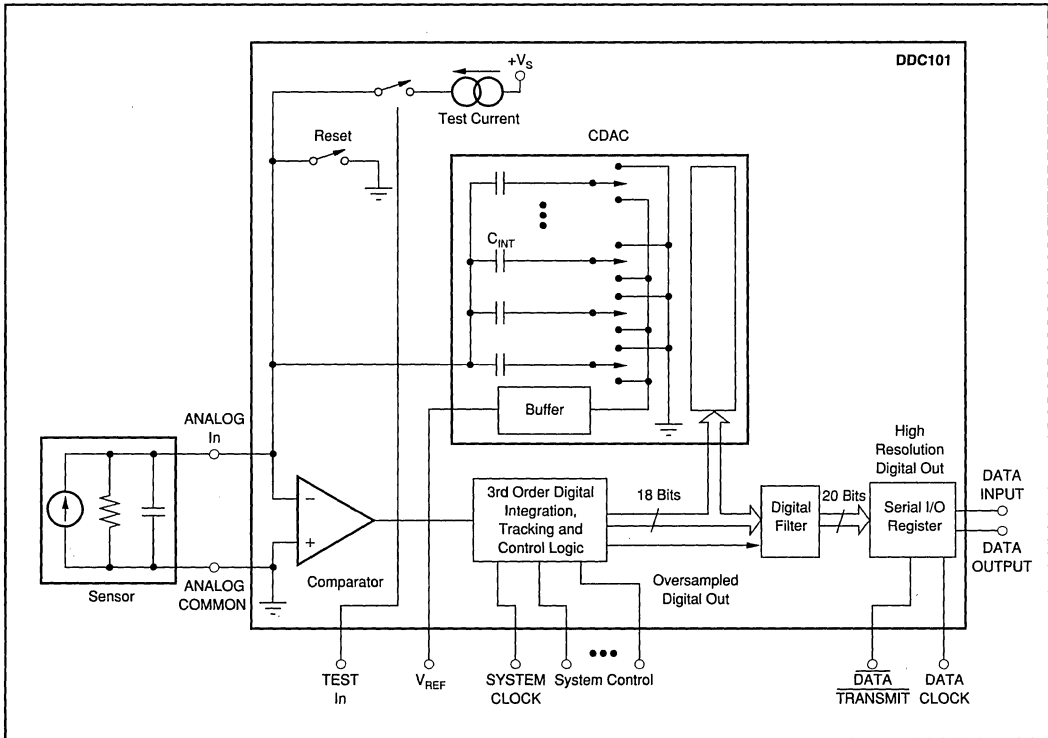 DDC101
+VS
Test Current
Reset
CDAC
CINT
Buffer
ANALOG
In
High
Resolution
Digital Out
DATA
INPUT
3rd Order Digital
Integration,
Tracking and
Control Logic
18 Bits
Digital
Filter
20 Bits
Serial I/O
Register
DATA
OUTPUT
−
+
Comparator
Sensor
ANALOG
COMMON
Oversampled
Digital Out
TEST
In
VREF
SYSTEM
CLOCK
System Control
DATA
TRANSMIT
DATA
CLOCK